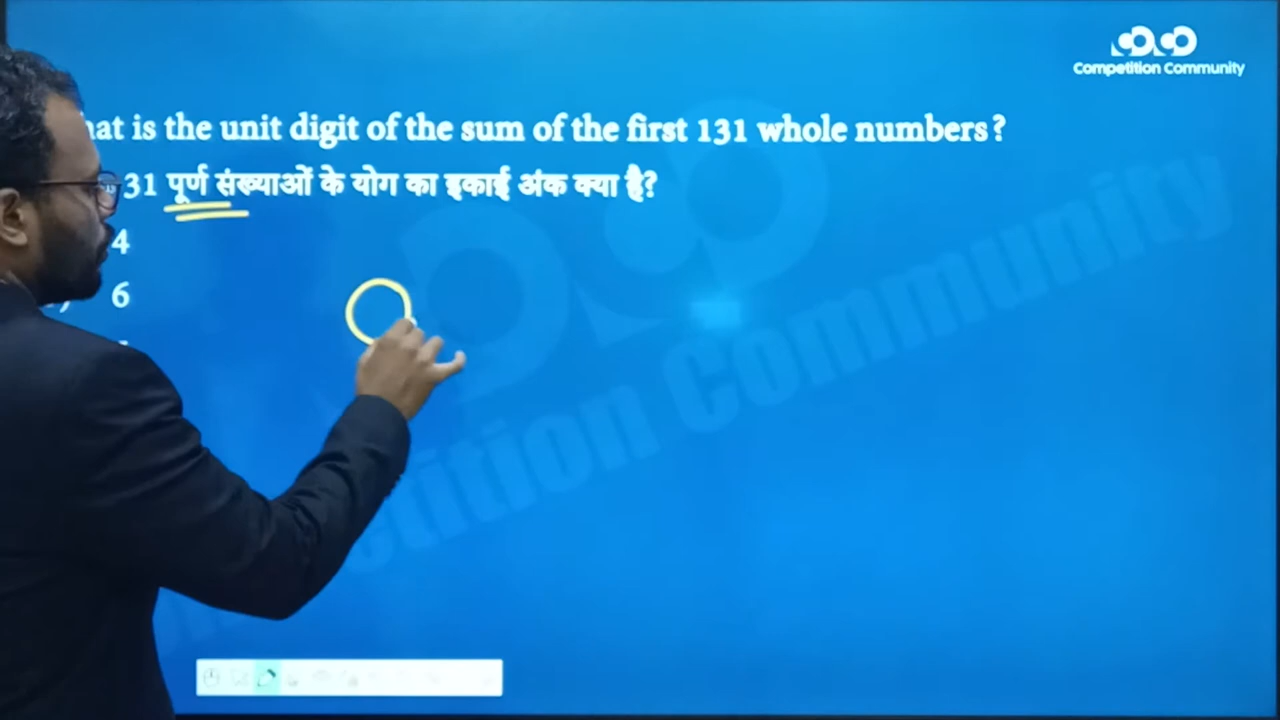 Competition Community
is the unit digit of the sum of the first 131 whole numbers?
31 पूर्ण संख्याओं के योग का इकाई अंक क्या है?
4
6
Community